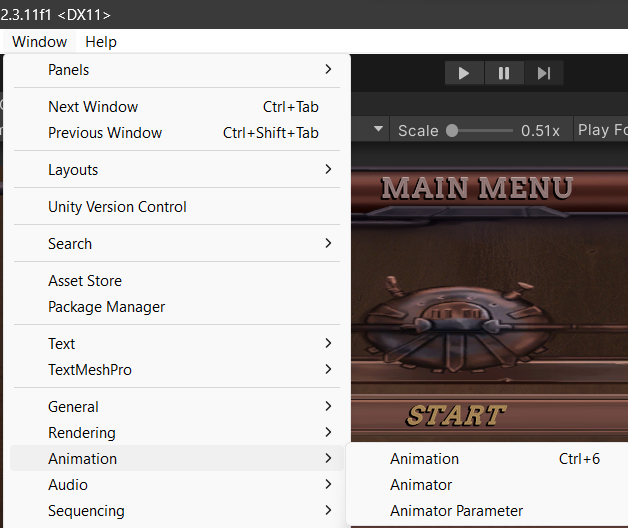 2.3.11f1 <DX11>
Window Help
Panels
Next Window Ctrl+Tab
Previous Window Ctrl+Shift+Tab
Scale 0.51x Play Fo
Layouts
MAIN MENU
Unity Version Control
Search
Asset Store
Package Manager
Text
TextMeshPro
General
START
Rendering
Animation
Animation Ctrl+6
Audio
Animator
Sequencing
Animator Parameter